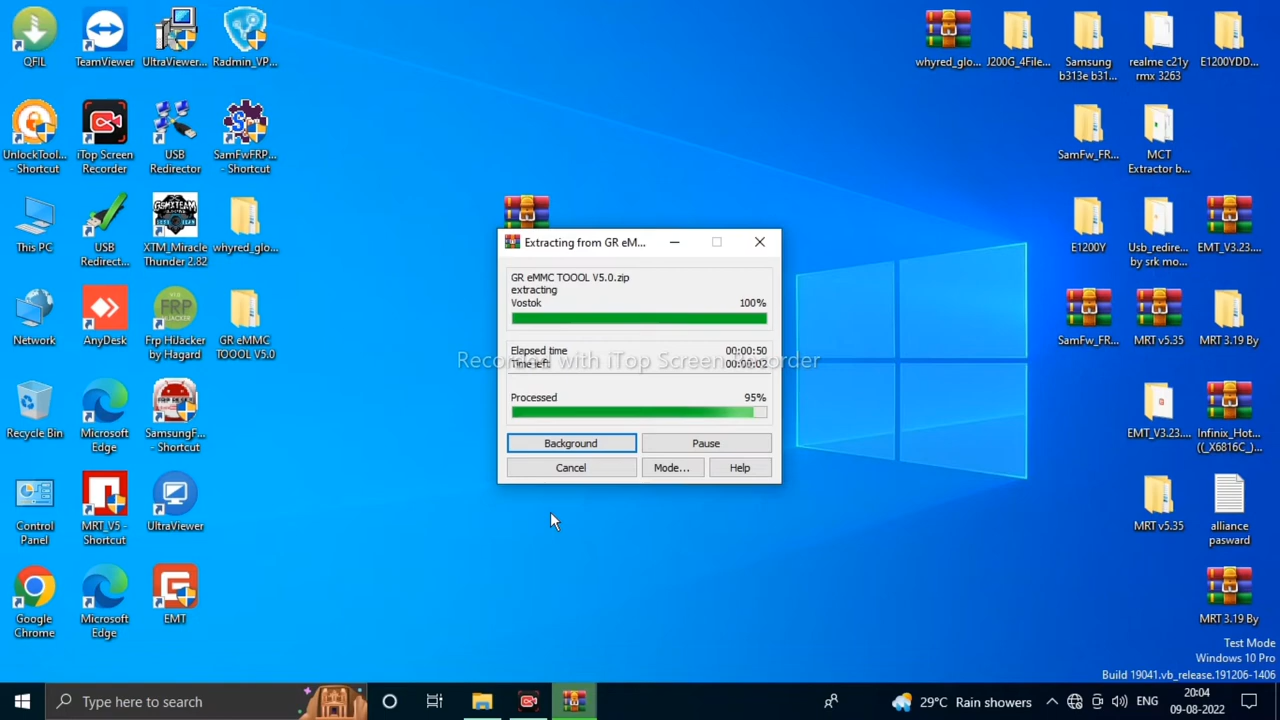 QFIL
TeamViewer
UltraViewer...
Radmin_VP...
whyred_glo...
J200G_4File...
Samsung
b313e b31...
realme c21y
rmx 3263
E1200YDD...
UnlockTool...
- Shortcut
iTop Screen
Recorder
USB
Redirector
SamFwFRP...
- Shortcut
SamFw_FR...
MCT
Extractor b...
This PC
USB
Redirect...
XTM_Miracle
Thunder 2.82
whyred_glo...
E1200Y
Usb_redire...
by srk mo...
EMT_V3.23....
Network
AnyDesk
Frp HiJacker
by Hagard
GR eMMC
TOOOL V5.0
SamFw_FR...
MRT v5.35
MRT 3.19 By
Recycle Bin
Microsoft
Edge
SamsungF...
- Shortcut
EMT_V3.23....
Infinix_Hot...
((_X6816C_)...
Control
Panel
MRT_V5 -
Shortcut
UltraViewer
MRT v5.35
alliance
pasward
Google
Chrome
Microsoft
Edge
EMT
MRT 3.19 By
Extracting from GR eM...
GR eMMC TOOOL V5.0.zip
extracting
Vostok 100%
Elapsed time 00:00:50
Recorded with iTop Screen Recorder
Time left 00:00:02
Processed 95%
Background Pause
Cancel Mode... Help
Test Mode
Windows 10 Pro
Build 19041.vb_release.191206-1406
Type here to search
29°C Rain showers
ENG
20:04
09-08-2022